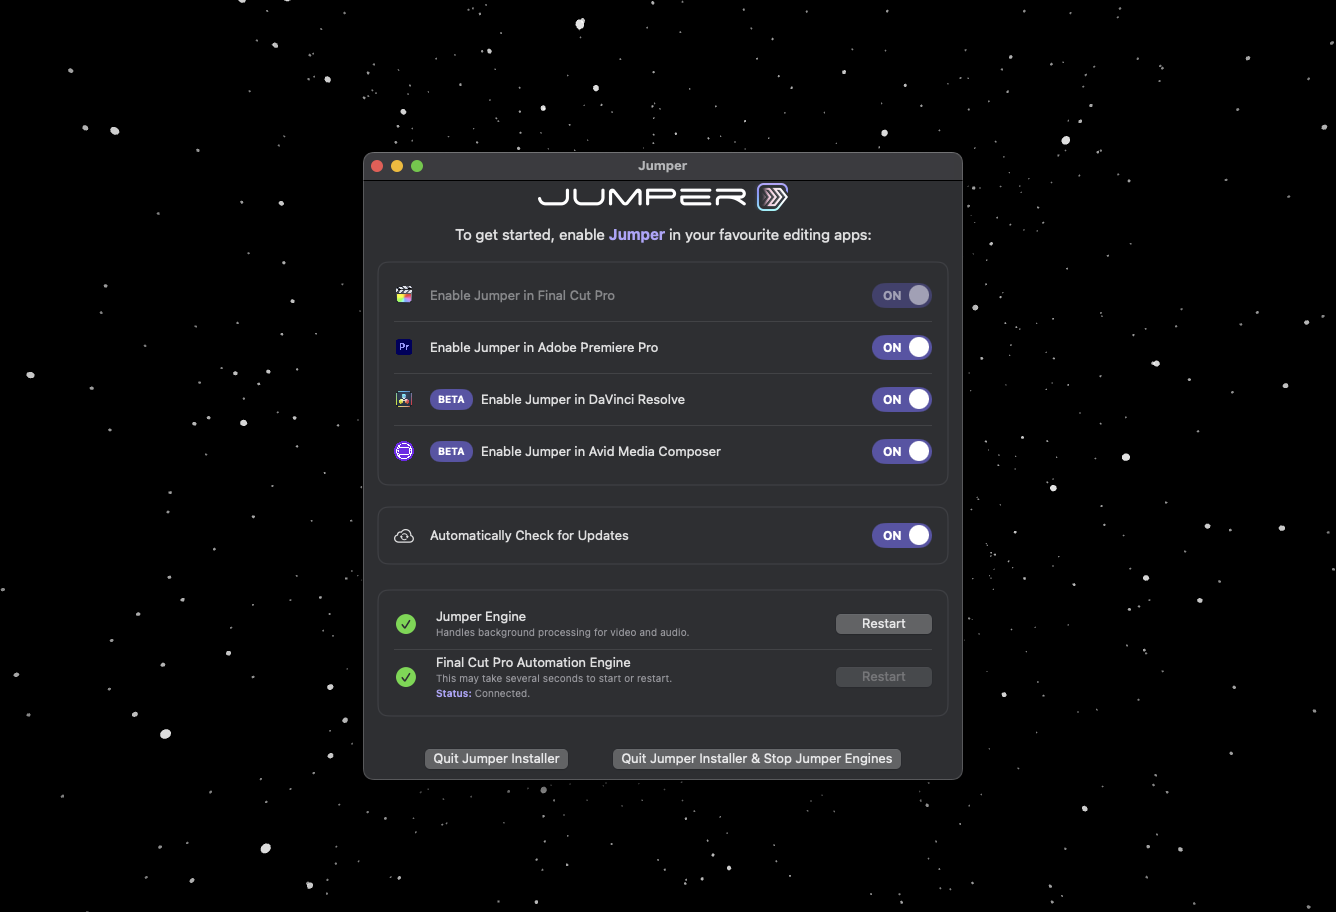 Jumper
JUMPER
To get started, enable Jumper in your favourite editing apps:
Enable Jumper in Final Cut Pro
ON
Pr
Enable Jumper in Adobe Premiere Pro
ON
BETA
Enable Jumper in DaVinci Resolve
ON
BETA
Enable Jumper in Avid Media Composer
ON
Automatically Check for Updates
ON
Jumper Engine
Handles background processing for video and audio.
Restart
Final Cut Pro Automation Engine
This may take several seconds to start or restart.
Status: Connected.
Restart
Quit Jumper Installer
Quit Jumper Installer & Stop Jumper Engines